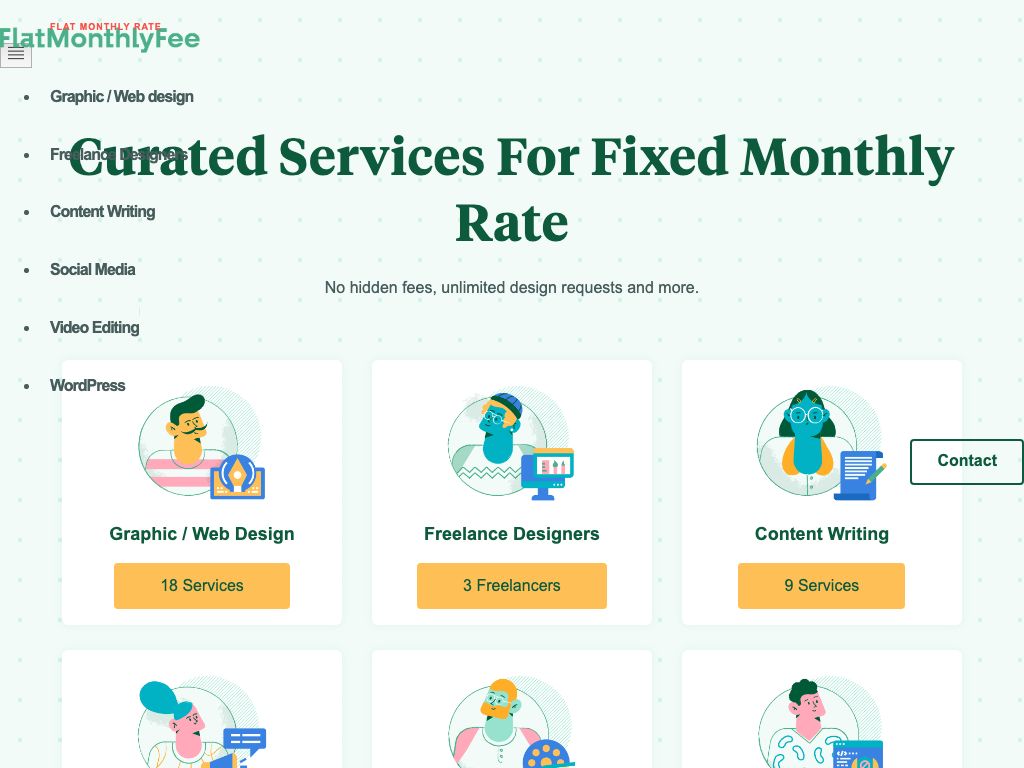 FLAT MONTHLY RATE
FlatMonthlyFee
Graphic / Web design
Freelance Designers
Content Writing
Social Media
Video Editing
WordPress
Curated Services For Fixed Monthly
Rate
No hidden fees, unlimited design requests and more.
Contact
Graphic / Web Design
18 Services
Freelance Designers
3 Freelancers
Content Writing
9 Services